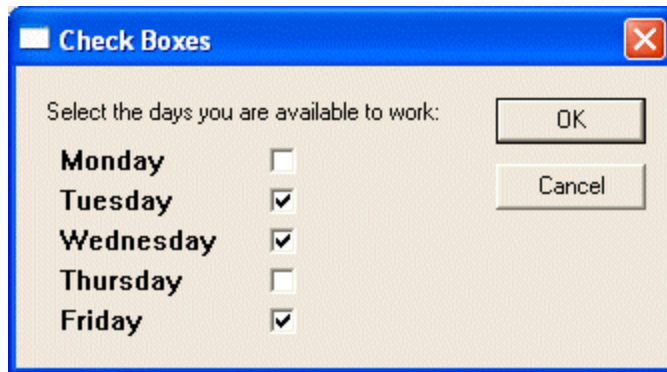 Check Boxes
Select the days you are available to work:
OK
Monday
Tuesday
Cancel
Wednesday
Thursday
Friday